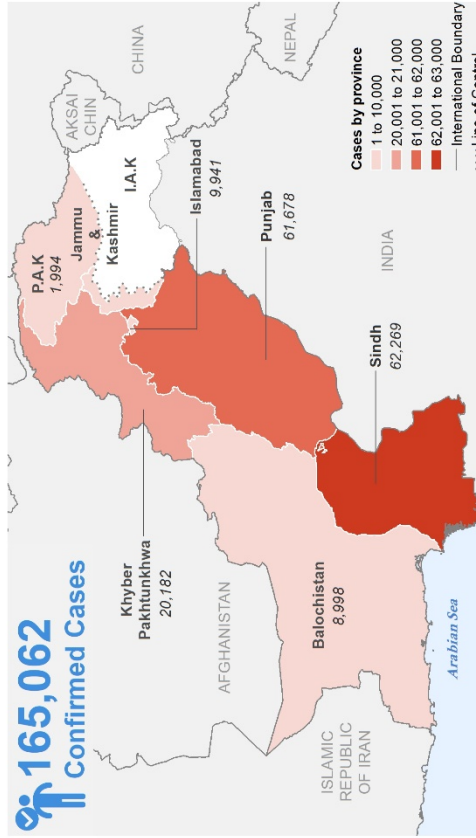 165,062
Confirmed Cases
AKSAI
CHIN
CHINA
NEPAL
P.A.K
1,994
Jammu
&
Kashmir
I.A.K
Islamabad
9,941
Khyber
Pakhtunkhwa
20,182
Punjab
61,678
AFGHANISTAN
INDIA
Balochistan
8,998
Sindh
62,269
ISLAMIC
REPUBLIC
OF IRAN
Arabian Sea
Cases by province
1 to 10,000
20,001 to 21,000
61,001 to 62,000
62,001 to 63,000
International Boundary
Line of Control